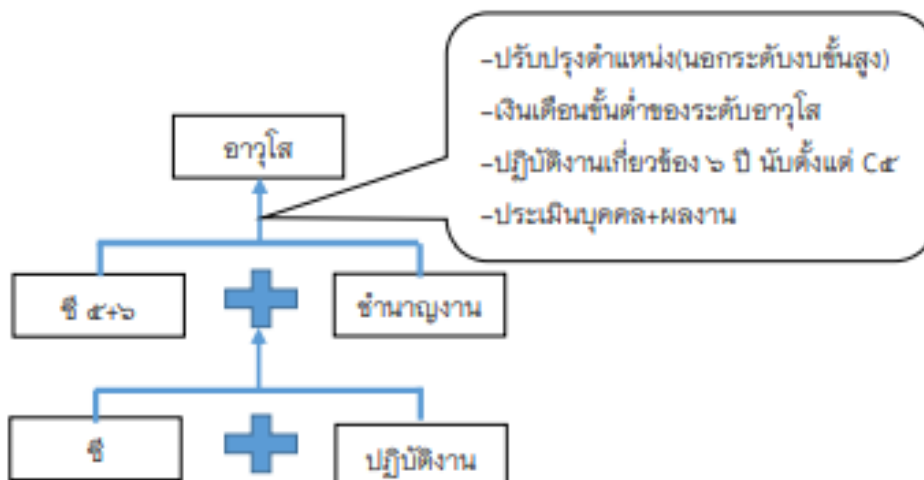 -ปรับปรุงตำแหน่ง(นอกระดับงบขั้นสูง)
-เงินเดือนขั้นต่ำของระดับอาวุโส
-ปฏิบัติงานเกี่ยวข้อง ๖ ปี นับตั้งแต่ C๕
-ประเมินบุคคล+ผลงาน
อาวุโส
ซี ๕+๖
ชำนาญงาน
ซี
ปฏิบัติงาน